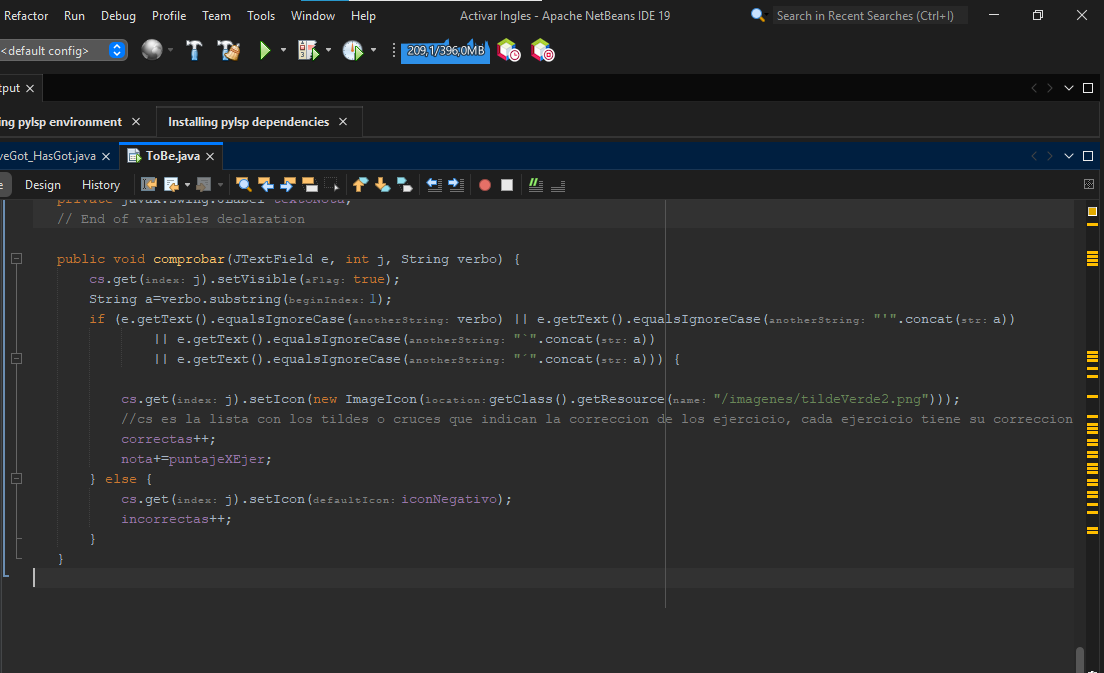 Refactor Run Debug Profile Team Tools Window Help Activar Ingles - Apache NetBeans IDE 19 Search in Recent Searches (Ctrl+I)
<default config> 209,1/396,0MB
tput
ing pylsp environment Installing pylsp dependencies
veGot_HasGot.java ToBe.java
e Design History
private javax.swing.JLabel textoNota;
// End of variables declaration
public void comprobar(JTextField e, int j, String verbo) {
cs.get(index: j).setVisible(aFlag: true);
String a=verbo.substring(beginIndex: 1);
if (e.getText().equalsIgnoreCase(anotherString: verbo) || e.getText().equalsIgnoreCase(anotherString: "'".concat(str: a))
|| e.getText().equalsIgnoreCase(anotherString: "`".concat(str: a))
|| e.getText().equalsIgnoreCase(anotherString: "´".concat(str: a))) {
cs.get(index: j).setIcon(new ImageIcon(location: getClass().getResource(name: "/imagenes/tildeVerde2.png")));
//cs es la lista con los tildes o cruces que indican la correccion de los ejercicio, cada ejercicio tiene su correccion
correctas++;
nota+=puntajeXEjer;
} else {
cs.get(index: j).setIcon(defaultIcon: iconNegativo);
incorrectas++;
}
}